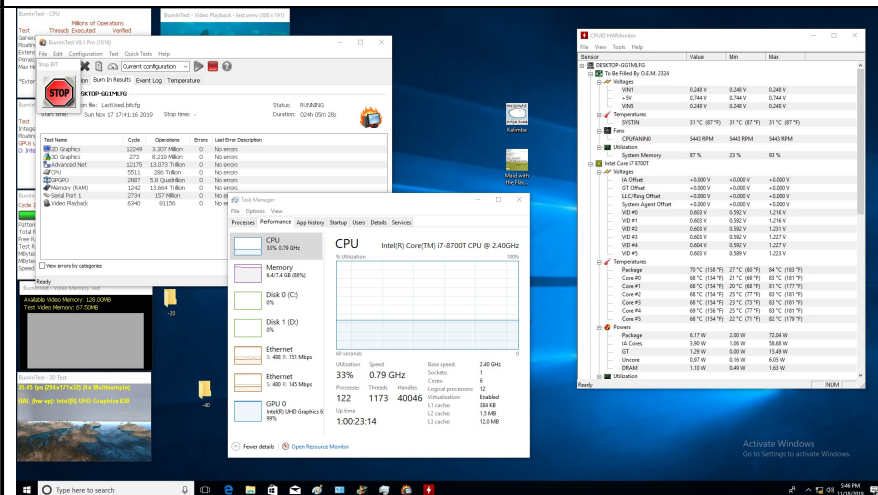 BurnInTest - CPU
Millions of Operations
Test Threads Executed Verified
BurnInTest - Video Playback - test.wmv (300 x 191)
BurnInTest V8.1 Pro (1016)
File Edit Configuration Test Quick Tests Help
Stop BIT
Current configuration
STOP
Burn In Results Event Log Temperature
LastUsed.bitcfg
Status: RUNNING
Start time: Sun Nov 17 17:41:16 2019 Stop time: -
Duration: 02h 05m 28s
Test Name Cycle Operations Errors Last Error Description
2D Graphics 12249 3.307 Million 0 No errors
3D Graphics 273 8.219 Million 0 No errors
Advanced Net 12175 13.073 Trillion 0 No errors
CPU 5511 286 Trillion 0 No errors
GPGPU 2887 5.8 Quadrillion 0 No errors
Memory (RAM) 1242 13.664 Trillion 0 No errors
Serial Port 1 2734 157 Million 0 No errors
Video Playback 6340 81156 0 No errors
View errors by categories
Ready
BurnInTest - Video Memory Test
Available Video Memory: 128.00MB
Test Video Memory: 67.50MB
-20
-40
BurnInTest - 3D Test
35.45 fps (294x171x32) (8x Multisample)
HAL (hw vp): Intel(R) UHD Graphics 630
Kalimba
Maid with the Flax...
Task Manager
File Options View
Processes Performance App history Startup Users Details Services
CPU
33% 0.79 GHz
Memory
6.4/7.4 GB (86%)
Disk 0 (C:)
0%
Disk 1 (D:)
0%
Ethernet
S: 488 R: 151 Mbps
Ethernet
S: 480 R: 145 Mbps
GPU 0
Intel(R) UHD Graphics 6
99%
CPU Intel(R) Core(TM) i7-8700T CPU @ 2.40GHz
% Utilization 100%
60 seconds 0
Utilization Speed
33% 0.79 GHz
Processes Threads Handles
122 1173 40046
Up time
1:00:23:14
Base speed: 2.40 GHz
Sockets: 1
Cores: 6
Logical processors: 12
Virtualization: Enabled
L1 cache: 384 KB
L2 cache: 1.5 MB
L3 cache: 12.0 MB
Fewer details Open Resource Monitor
CPUID HWMonitor
File View Tools Help
Sensor Value Min Max
DESKTOP-GG1MLFG
To Be Filled By O.E.M. 2324
Voltages
VIN1 0.248 V 0.248 V 0.248 V
+5V 0.744 V 0.744 V 0.744 V
VIN5 0.248 V 0.248 V 0.248 V
Temperatures
SYSTIN 31 °C (87 °F) 31 °C (87 °F) 31 °C (87 °F)
Fans
CPUFANIN0 5443 RPM 5443 RPM 5443 RPM
Utilization
System Memory 87 % 23 % 93 %
Intel Core i7 8700T
Voltages
IA Offset +0.000 V +0.000 V +0.000 V
GT Offset +0.000 V +0.000 V +0.000 V
LLC/Ring Offset +0.000 V +0.000 V +0.000 V
System Agent Offset +0.000 V +0.000 V +0.000 V
VID #0 0.603 V 0.592 V 1.216 V
VID #1 0.603 V 0.592 V 1.216 V
VID #2 0.603 V 0.592 V 1.231 V
VID #3 0.603 V 0.592 V 1.227 V
VID #4 0.604 V 0.592 V 1.227 V
VID #5 0.603 V 0.589 V 1.223 V
Temperatures
Package 70 °C (158 °F) 27 °C (80 °F) 84 °C (183 °F)
Core #0 68 °C (154 °F) 21 °C (69 °F) 83 °C (181 °F)
Core #1 68 °C (154 °F) 20 °C (68 °F) 81 °C (177 °F)
Core #2 68 °C (154 °F) 25 °C (77 °F) 83 °C (181 °F)
Core #3 68 °C (154 °F) 23 °C (73 °F) 83 °C (181 °F)
Core #4 69 °C (156 °F) 25 °C (77 °F) 83 °C (181 °F)
Core #5 68 °C (154 °F) 22 °C (71 °F) 82 °C (179 °F)
Powers
Package 6.17 W 2.00 W 72.04 W
IA Cores 3.90 W 1.06 W 58.68 W
GT 1.29 W 0.00 W 15.49 W
Uncore 0.97 W 0.16 W 6.05 W
DRAM 1.10 W 0.49 W 1.63 W
Utilization
Ready NUM
Activate Windows
Go to Settings to activate Windows.
Type here to search
5:46 PM
11/18/2019